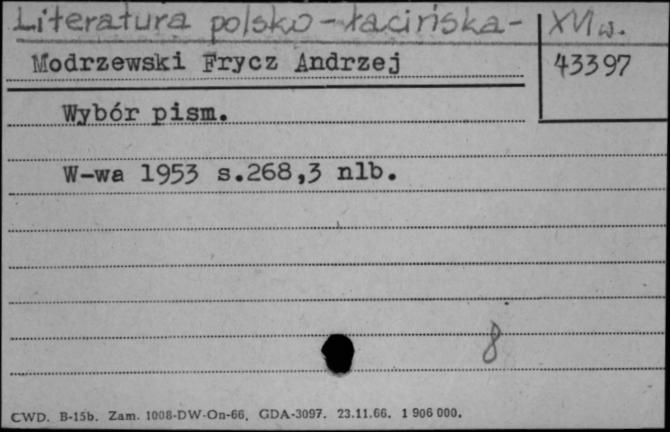 Literatura polsko-łacińska- XVI w.
Modrzewski Frycz Andrzej 43397
Wybór pism.
W-wa 1953 s.268,3 nlb.
8
CWD. B-15b. Zam. 1008-DW-On-66. GDA-3097. 23.11.66. 1 906 000.